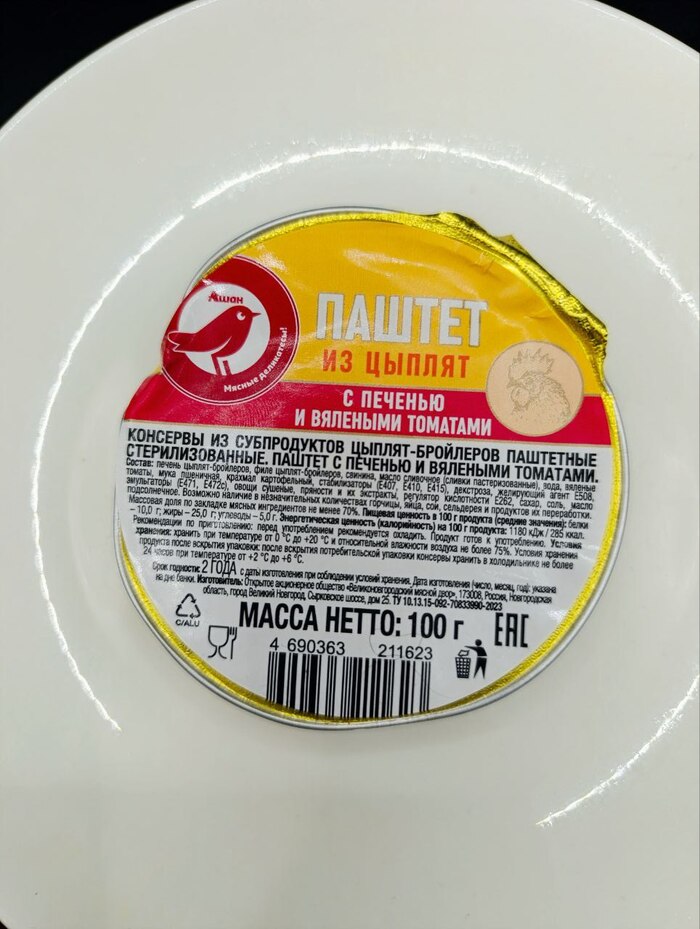 Ашан
Мясные деликатесы!
ПАШТЕТ
ИЗ ЦЫПЛЯТ
С ПЕЧЕНЬЮ
И ВЯЛЕНЫМИ ТОМАТАМИ
КОНСЕРВЫ ИЗ СУБПРОДУКТОВ ЦЫПЛЯТ-БРОЙЛЕРОВ ПАШТЕТНЫЕ
СТЕРИЛИЗОВАННЫЕ. ПАШТЕТ С ПЕЧЕНЬЮ И ВЯЛЕНЫМИ ТОМАТАМИ.
Состав: печень цыплят-бройлеров, филе цыплят-бройлеров, свинина, масло сливочное (сливки пастеризованные), вода, вяленые
томаты, мука пшеничная, крахмал картофельный, стабилизаторы (Е407, Е410, Е415), декстроза, желирующий агент Е508,
эмульгаторы (Е471, Е472с), овощи сушеные, пряности и их экстракты, регулятор кислотности Е262, сахар, соль, масло
подсолнечное. Возможно наличие в незначительных количествах горчицы, яйца, сои, сельдерея и продуктов их переработки.
Массовая доля по закладке мясных ингредиентов не менее 70%. Пищевая ценность в 100 г продукта (средние значения): белки
– 10,0 г; жиры – 25,0 г; углеводы – 5,0 г. Энергетическая ценность (калорийность) на 100 г продукта: 1180 кДж / 285 ккал.
Рекомендации по приготовлению: перед употреблением рекомендуется охладить. Продукт готов к употреблению. Условия
хранения: хранить при температуре от 0 °С до +20 °С и относительной влажности воздуха не более 75%. Условия хранения
продукта после вскрытия упаковки: после вскрытия потребительской упаковки консервы хранить в холодильнике не более
24 часов при температуре от +2 °С до +6 °С.
Срок годности: 2 ГОДА с даты изготовления при соблюдении условий хранения. Дата изготовления (число, месяц, год): указана
на дне банки. Изготовитель: Открытое акционерное общество «Великоновгородский мясной двор», 173008, Россия, Новгородская
область, город Великий Новгород, Сырковское шоссе, дом 25. ТУ 10.13.15-092-70833990-2023
C/ALU
МАССА НЕТТО: 100 г
EAC
4 690363 211623